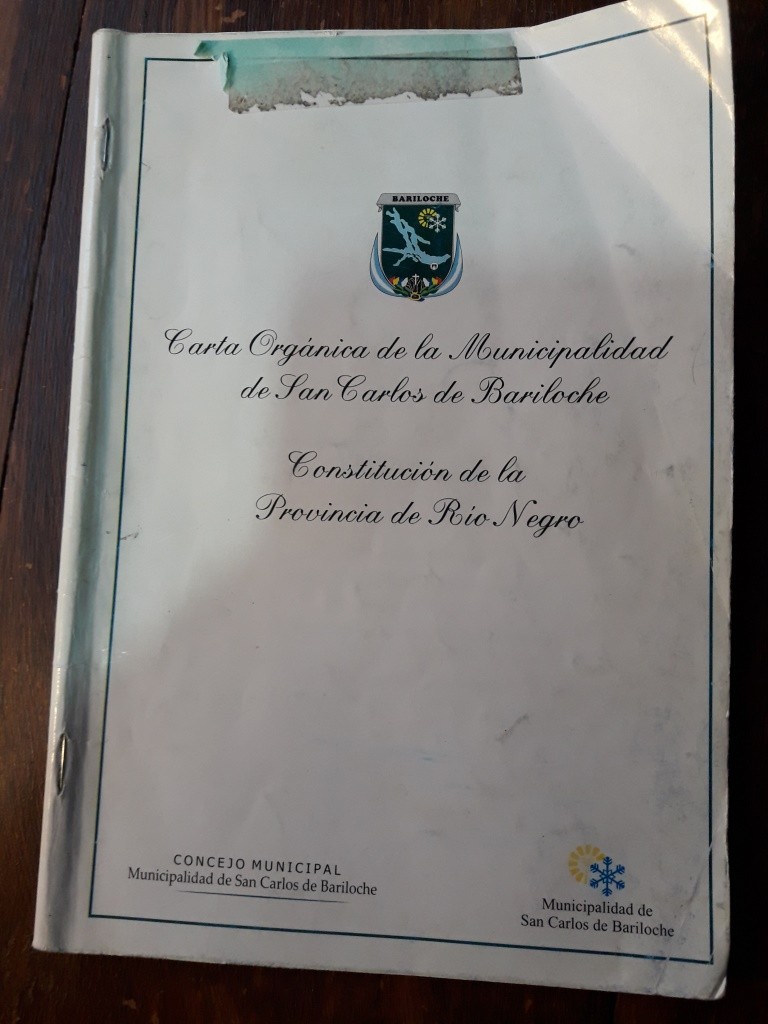 BARILOCHE
Carta Orgánica de la Municipalidad
de San Carlos de Bariloche
Constitución de la
Provincia de Río Negro
CONCEJO MUNICIPAL
Municipalidad de San Carlos de Bariloche
Municipalidad de
San Carlos de Bariloche